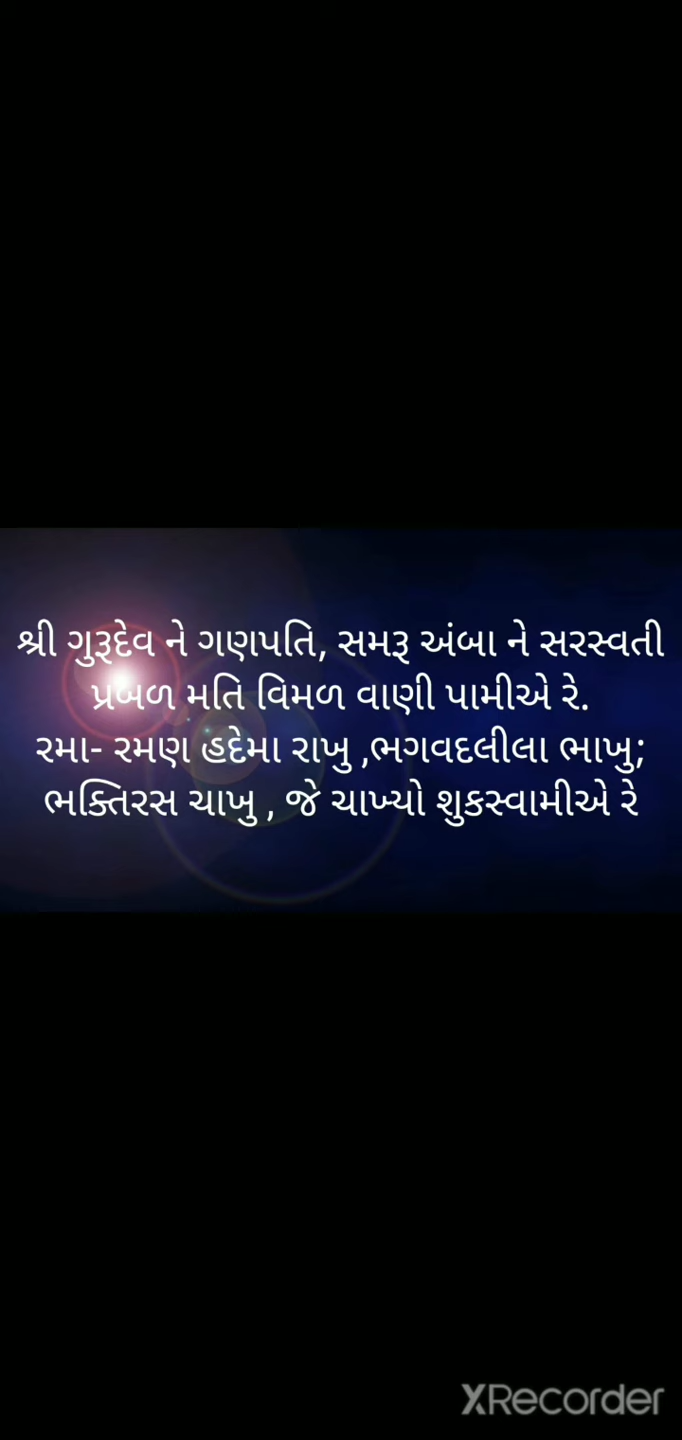 શ્રી ગુરૂદેવ ને ગણપતિ, સમરૂ અંબા ને સરસ્વતી
પ્રબળ મતિ વિમળ વાણી પામીએ રે.
રમા- રમણ હદેમા રાખુ ,ભગવદલીલા ભાખુ;
ભક્તિરસ ચાખુ , જે ચાખ્યો શુકસ્વામીએ રે
XRecorder